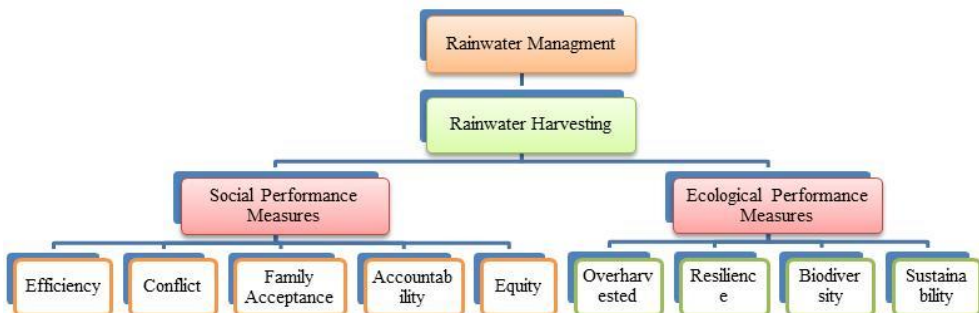 Rainwater Managment
Rainwater Harvesting
Social Performance
Measures
Ecological Performance
Measures
Efficiency
Conflict
Family
Acceptance
Accountab
ility
Equity
Overharv
ested
Resilienc
e
Biodiver
sity
Sustaina
bility